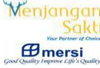 Menjangan
Sakti
Your Partner of Choice
mersi
Good Quality Improve Life's Quality